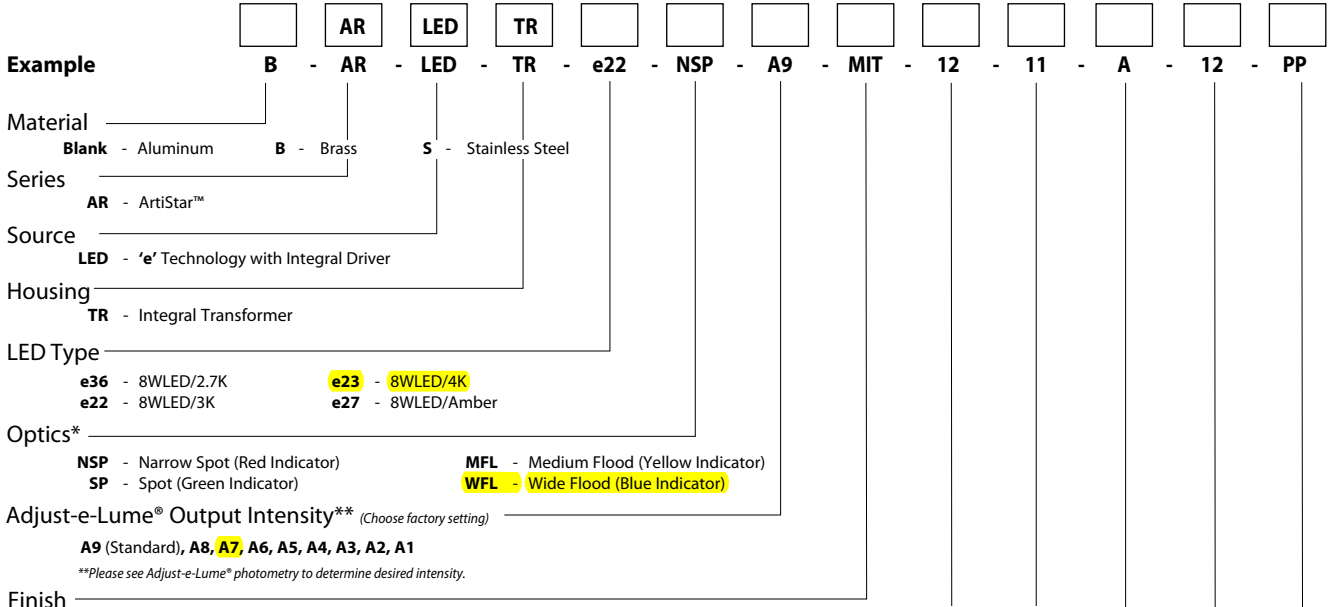 AR LED TR
Example B - AR - LED - TR - e22 - NSP - A9 - MIT - 12 - 11 - A - 12 - PP
Material
Blank - Aluminum B - Brass S - Stainless Steel
Series
AR - ArtiStar™
Source
LED - ‘e’ Technology with Integral Driver
Housing
TR - Integral Transformer
LED Type
e36 - 8WLED/2.7K e23 - 8WLED/4K
e22 - 8WLED/3K e27 - 8WLED/Amber
Optics*
NSP - Narrow Spot (Red Indicator) MFL - Medium Flood (Yellow Indicator)
SP - Spot (Green Indicator) WFL - Wide Flood (Blue Indicator)
Adjust-e-Lume® Output Intensity** (Choose factory setting)
A9 (Standard), A8, A7, A6, A5, A4, A3, A2, A1
**Please see Adjust-e-Lume® photometry to determine desired intensity.
Finish